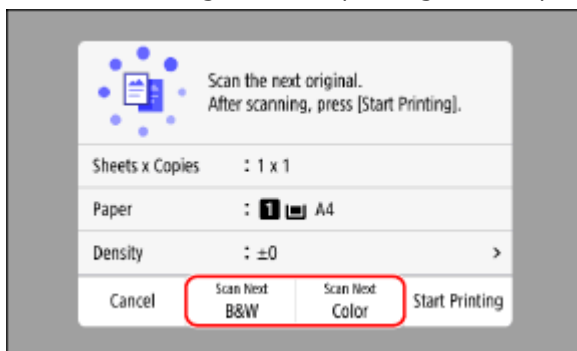 Scan the next original.
After scanning, press [Start Printing].
Sheets x Copies : 1 x 1
Paper : 1 A4
Density : ±0 >
Cancel Scan Next B&W Scan Next Color Start Printing